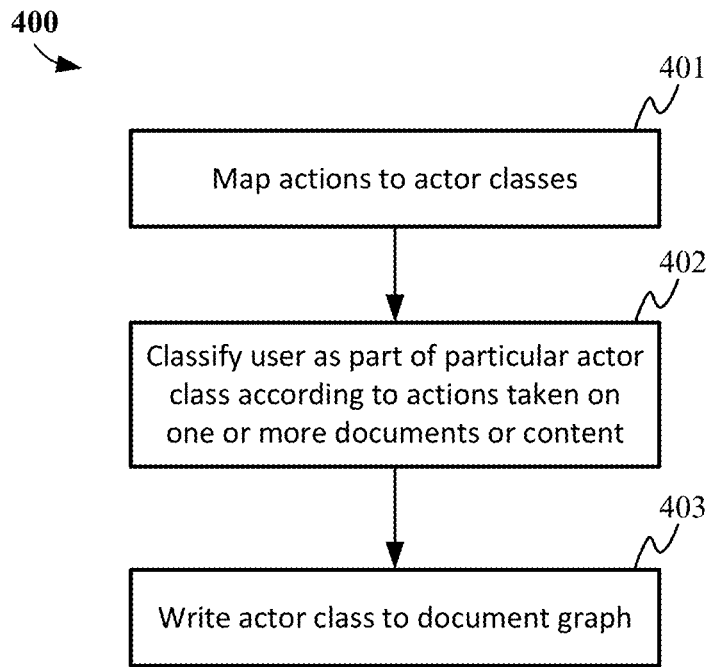 400
401
Map actions to actor classes
402
Classify user as part of particular actor
class according to actions taken on
one or more documents or content
403
Write actor class to document graph